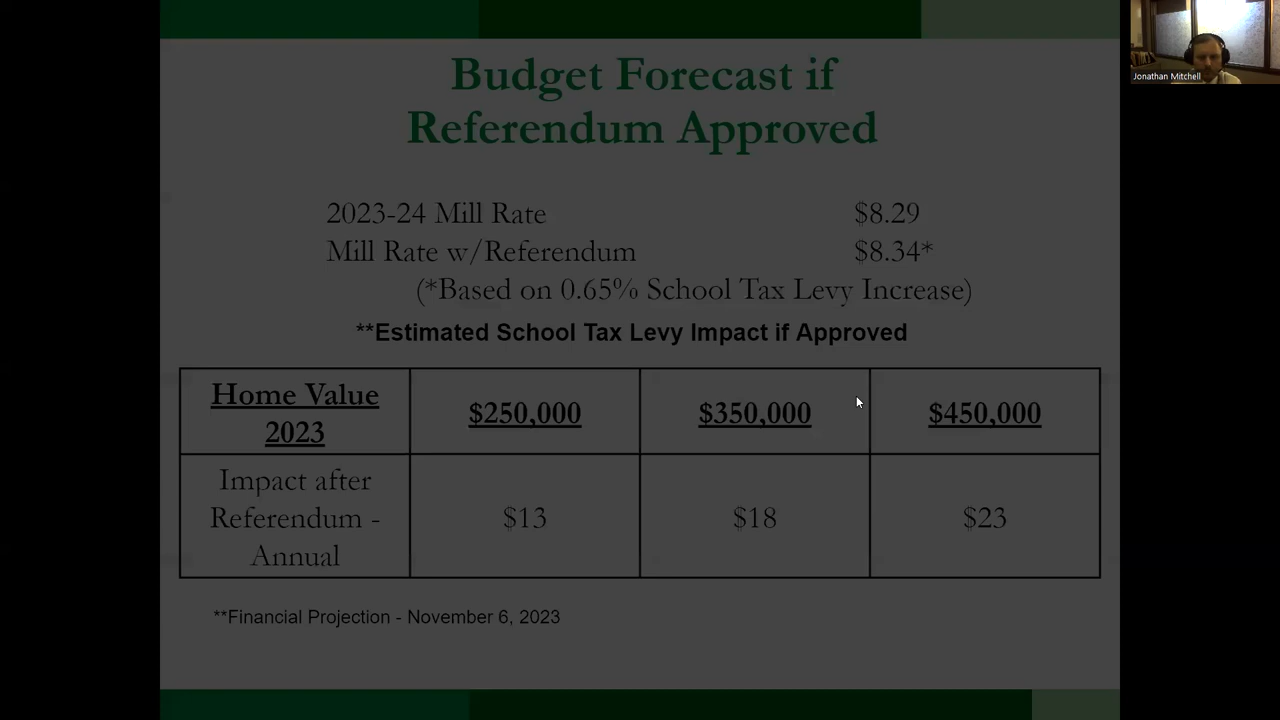 Budget Forecast if
Referendum Approved
2023-24 Mill Rate $8.29
Mill Rate w/Referendum $8.34*
(*Based on 0.65% School Tax Levy Increase)
**Estimated School Tax Levy Impact if Approved
Home Value
2023
$250,000
$350,000
$450,000
Impact after
Referendum -
Annual
$13
$18
$23
**Financial Projection - November 6, 2023
Jonathan Mitchell